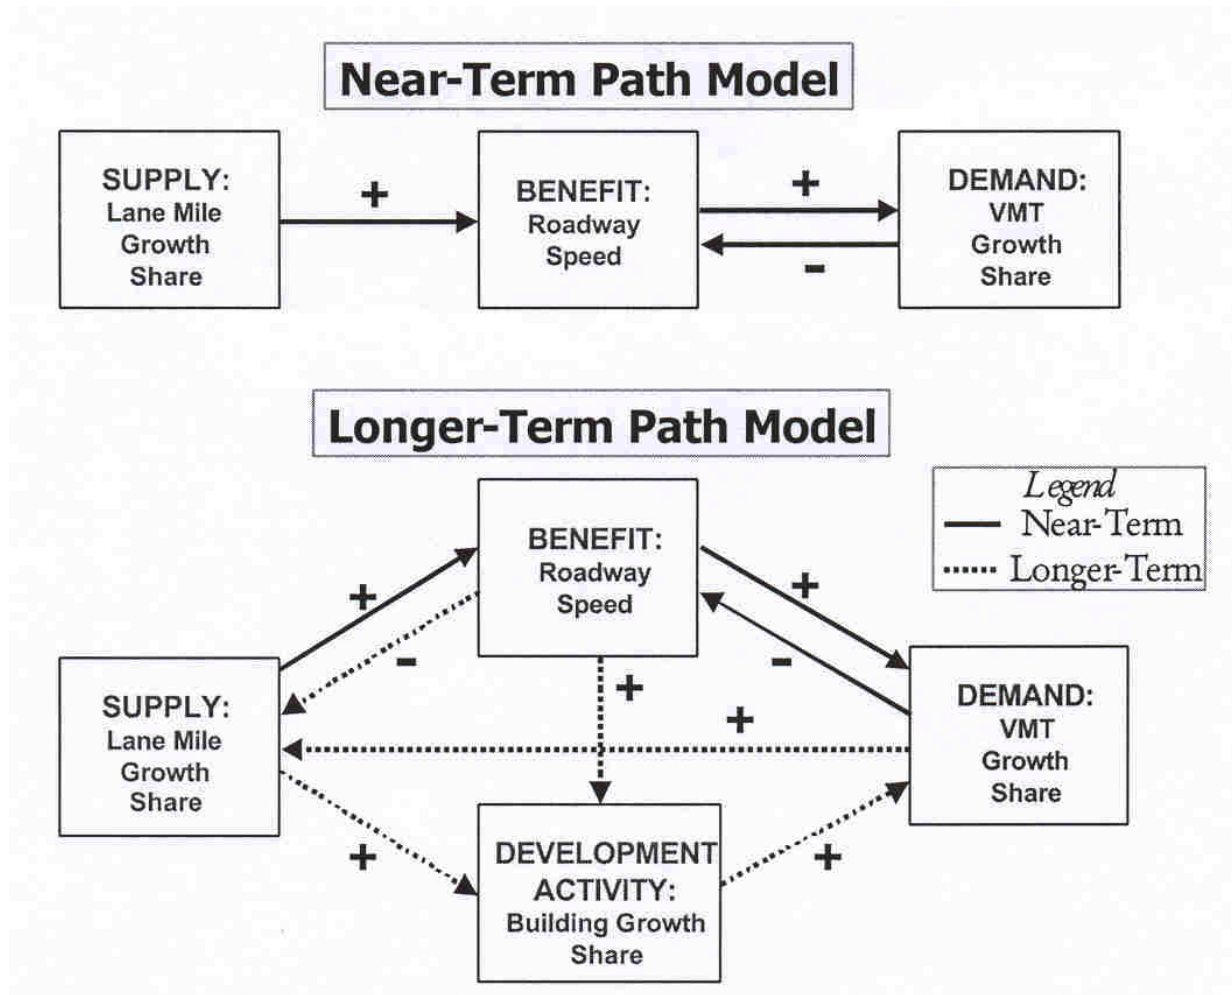 Near-Term Path Model
SUPPLY:
Lane Mile
Growth
Share
+
BENEFIT:
Roadway
Speed
+
-
DEMAND:
VMT
Growth
Share
Longer-Term Path Model
Legend
Near-Term
Longer-Term
BENEFIT:
Roadway
Speed
+
-
+
-
+
+
SUPPLY:
Lane Mile
Growth
Share
DEMAND:
VMT
Growth
Share
+
+
DEVELOPMENT
ACTIVITY:
Building Growth
Share